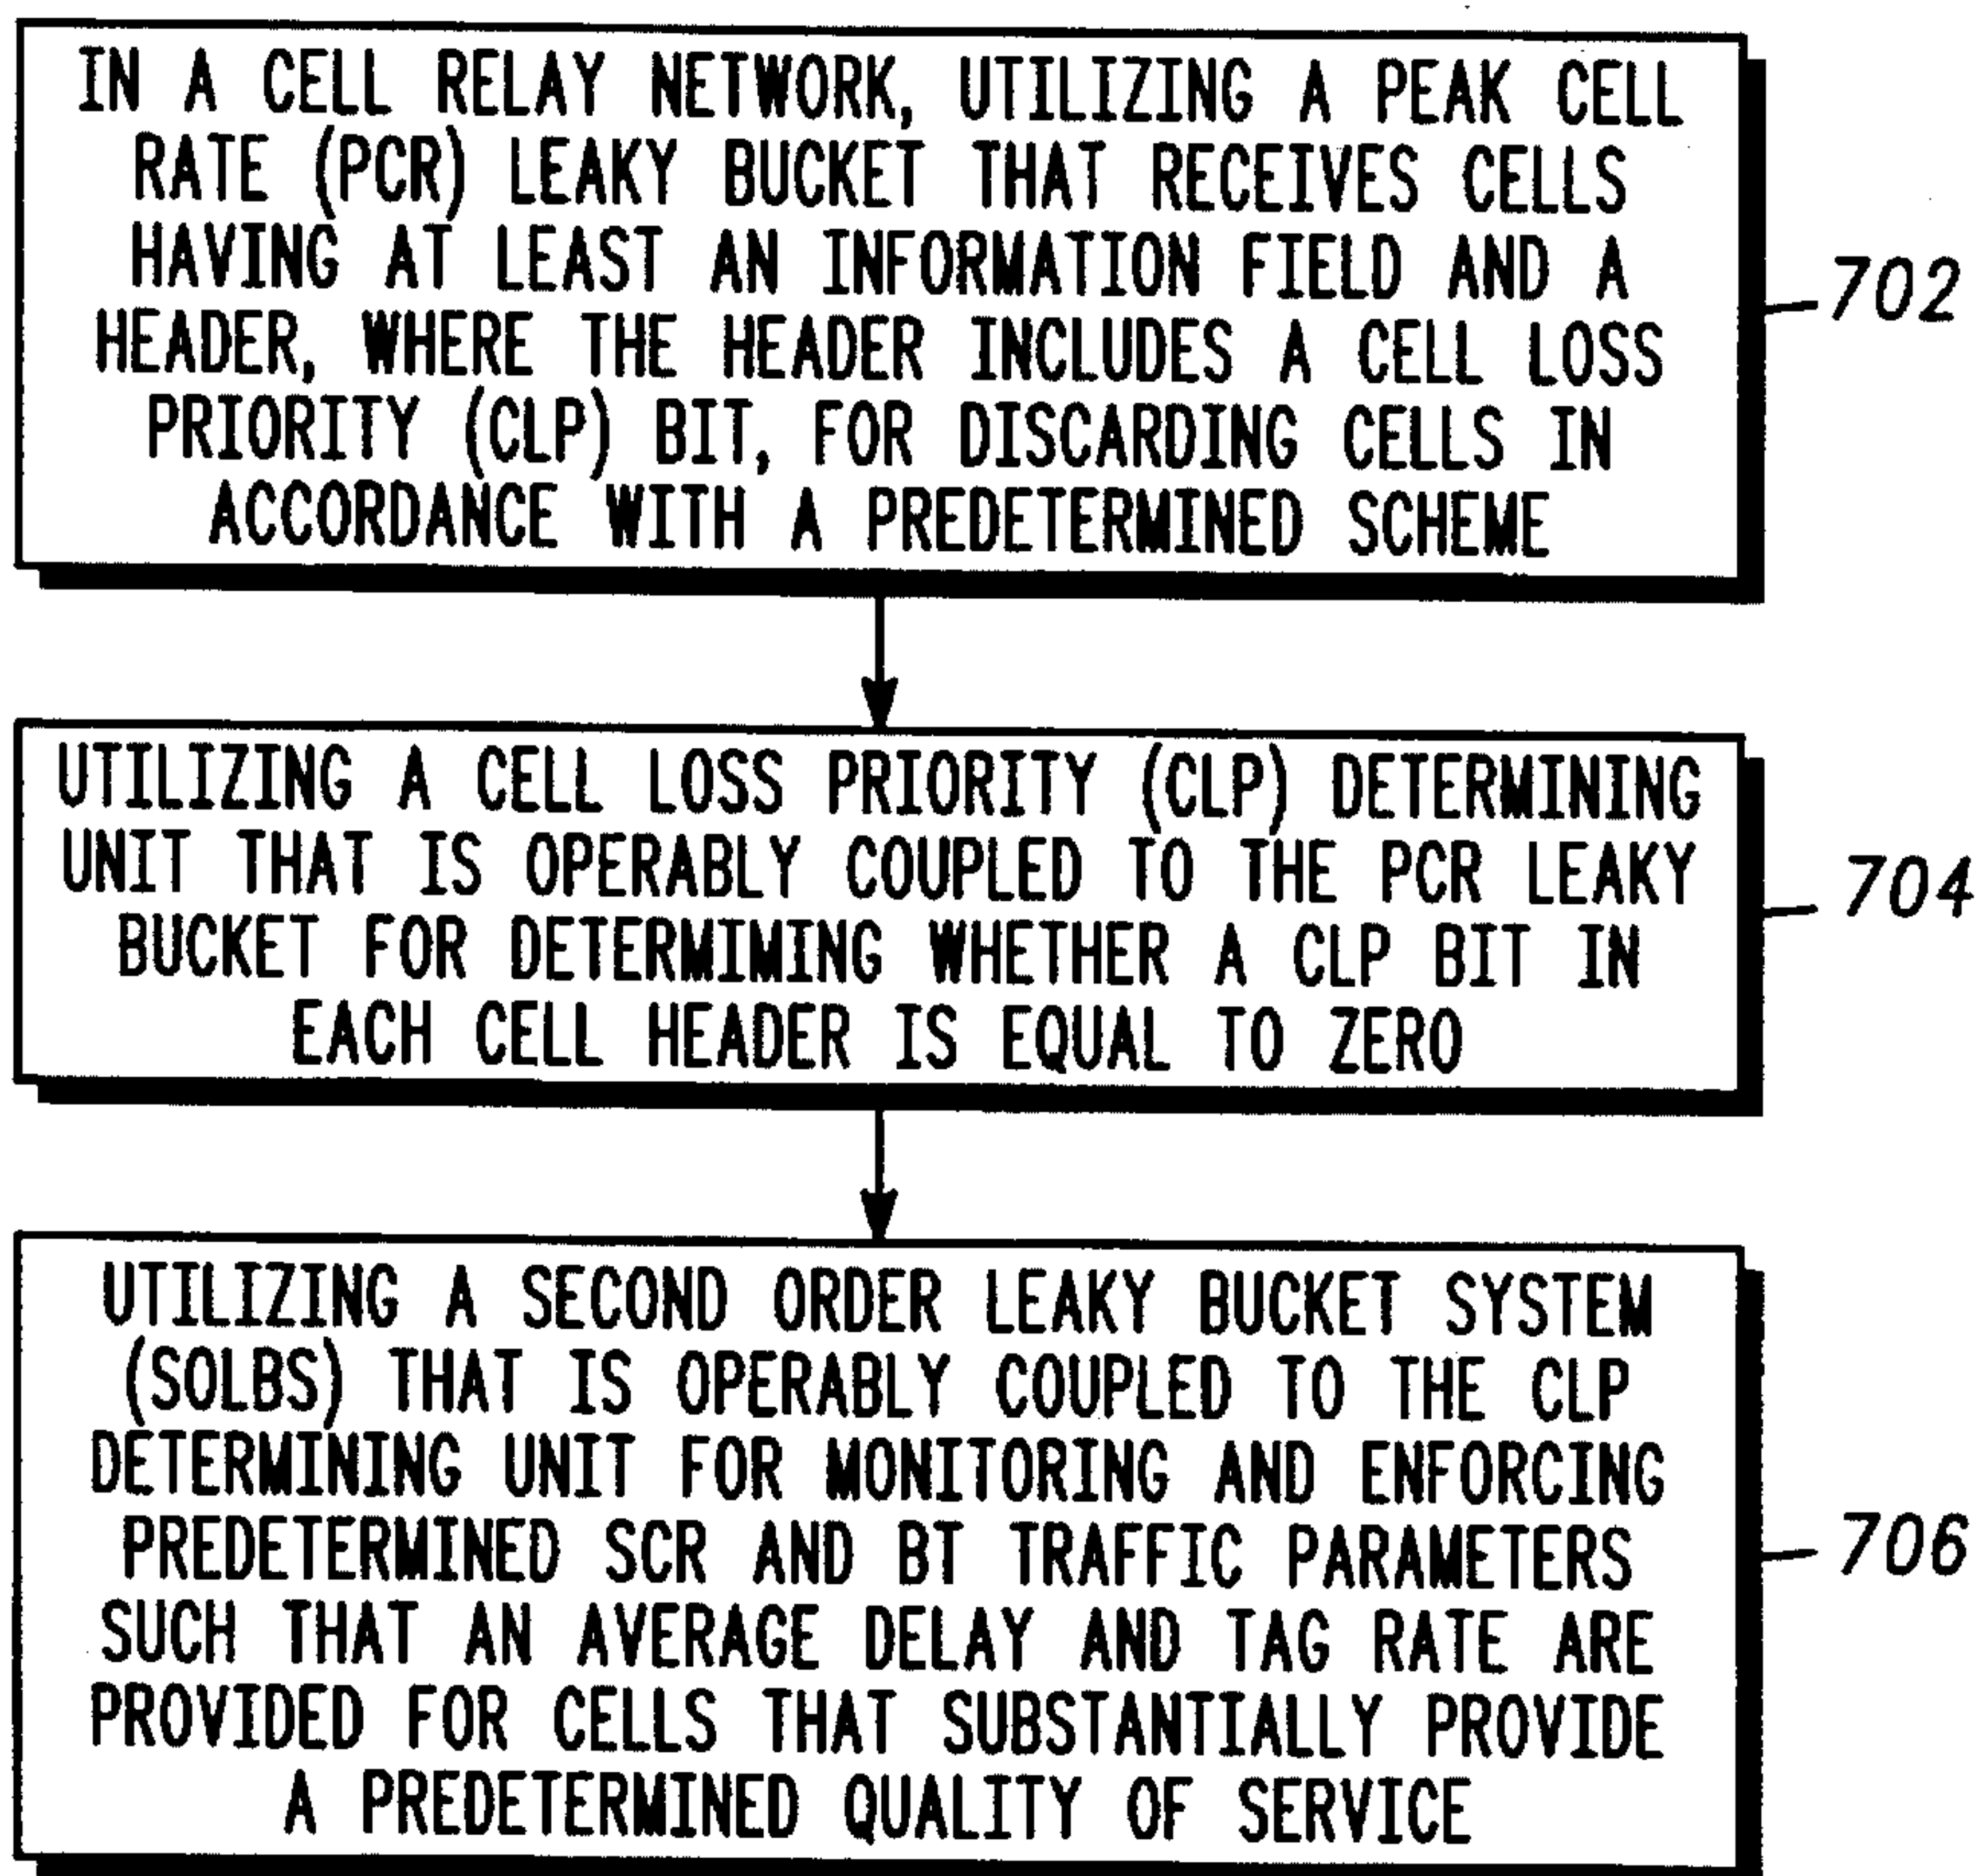 IN A CELL RELAY NETWORK, UTILIZING A PEAK CELL
RATE (PCR) LEAKY BUCKET THAT RECEIVES CELLS
HAVING AT LEAST AN INFORMATION FIELD AND A
HEADER, WHERE THE HEADER INCLUDES A CELL LOSS
PRIORITY (CLP) BIT, FOR DISCARDING CELLS IN
ACCORDANCE WITH A PREDETERMINED SCHEME
702
UTILIZING A CELL LOSS PRIORITY (CLP) DETERMINING
UNIT THAT IS OPERABLY COUPLED TO THE PCR LEAKY
BUCKET FOR DETERMIMING WHETHER A CLP BIT IN
EACH CELL HEADER IS EQUAL TO ZERO
704
UTILIZING A SECOND ORDER LEAKY BUCKET SYSTEM
(SOLBS) THAT IS OPERABLY COUPLED TO THE CLP
DETERMINING UNIT FOR MONITORING AND ENFORCING
PREDETERMINED SCR AND BT TRAFFIC PARAMETERS
SUCH THAT AN AVERAGE DELAY AND TAG RATE ARE
PROVIDED FOR CELLS THAT SUBSTANTIALLY PROVIDE
A PREDETERMINED QUALITY OF SERVICE
706